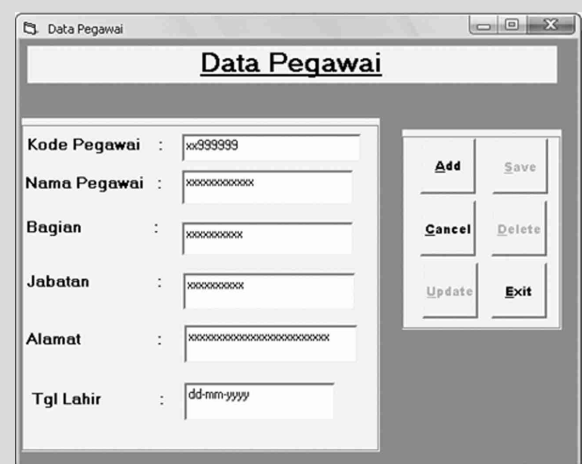 Data Pegawai
Data Pegawai
Kode Pegawai : xx999999
Nama Pegawai : xxxxxxxxxxxx
Bagian : xxxxxxxxxx
Jabatan : xxxxxxxxxx
Alamat : xxxxxxxxxxxxxxxxxxxxxxxxx
Tgl Lahir : dd-mm-yyyy
Add Save
Cancel Delete
Update Exit